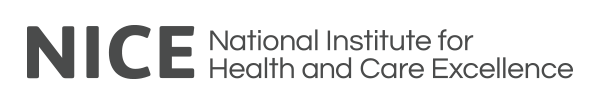 NICE
National Institute for
Health and Care Excellence